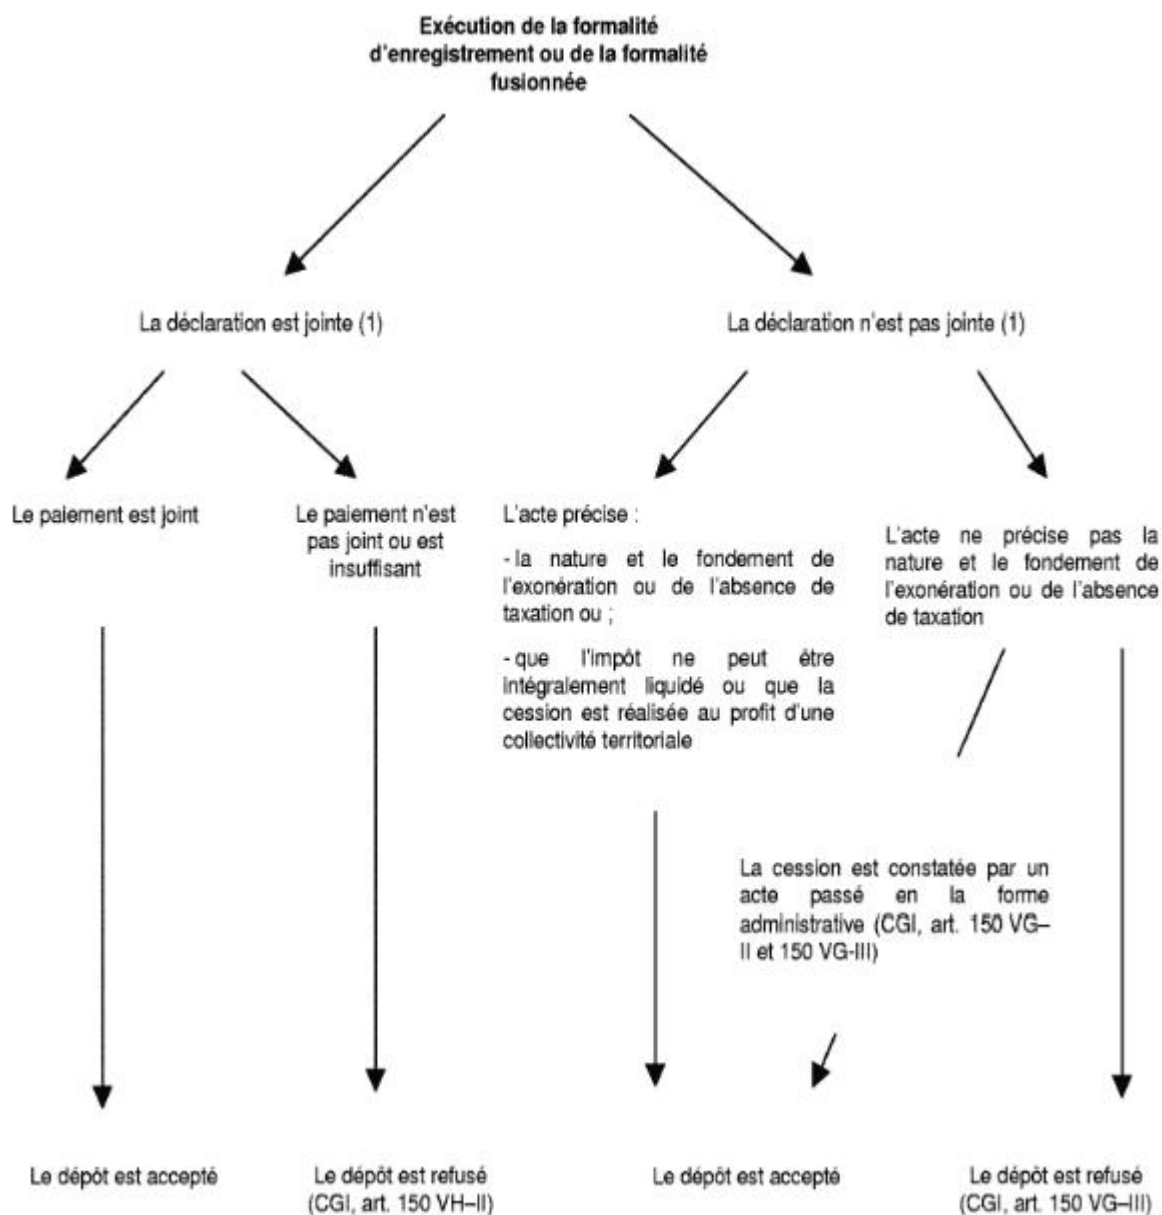 Exécution de la formalité
d'enregistrement ou de la formalité
fusionnée
La déclaration est jointe (1)
La déclaration n'est pas jointe (1)
Le paiement est joint
Le paiement n'est
pas joint ou est
insuffisant
L'acte précise :
- la nature et le fondement de
l'exonération ou de l'absence de
taxation ou ;
- que l'impôt ne peut être
intégralement liquidé ou que la
cession est réalisée au profit d'une
collectivité territoriale
L'acte ne précise pas la
nature et le fondement de
l'exonération ou de l'absence
de taxation
La cession est constatée par un
acte passé en la forme
administrative (CGI, art. 150 VG–
II et 150 VG-III)
Le dépôt est accepté
Le dépôt est refusé
(CGI, art. 150 VH–II)
Le dépôt est accepté
Le dépôt est refusé
(CGI, art. 150 VG–III)